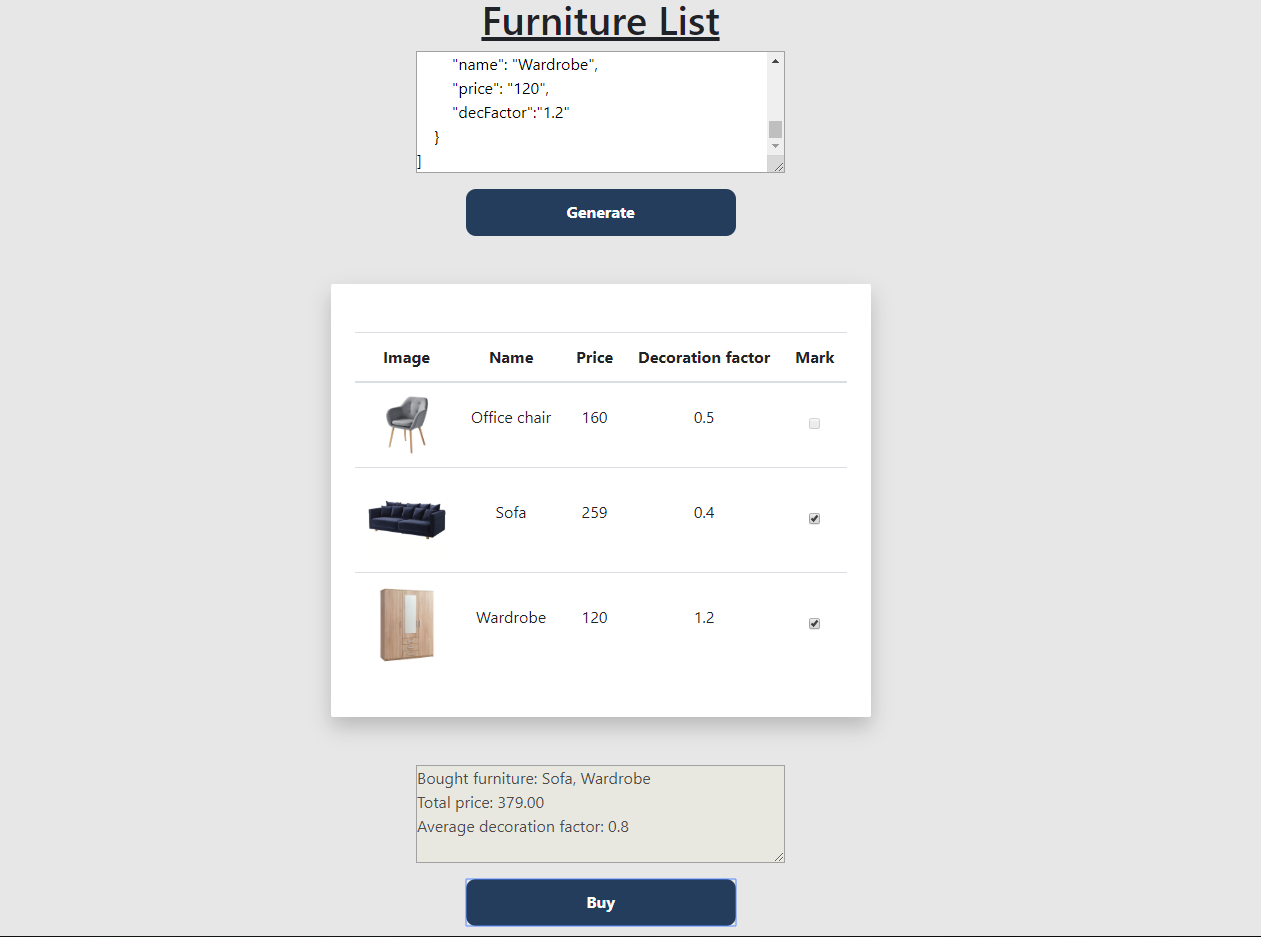 Furniture List
"name": "Wardrobe",
"price": "120",
"decFactor":"1.2"
}
]
Generate
Image Name Price Decoration factor Mark
Office chair 160 0.5
Sofa 259 0.4
Wardrobe 120 1.2
Bought furniture: Sofa, Wardrobe
Total price: 379.00
Average decoration factor: 0.8
Buy